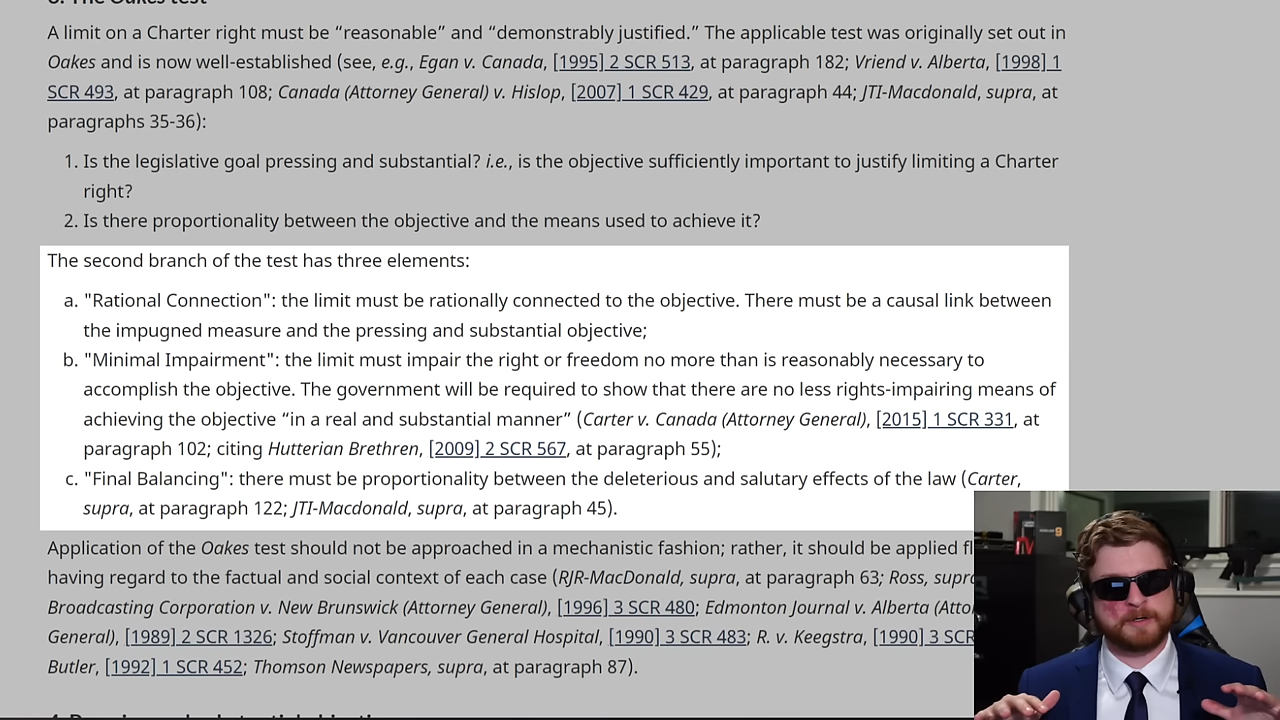 A limit on a Charter right must be “reasonable” and “demonstrably justified.” The applicable test was originally set out in
Oakes and is now well-established (see, e.g., Egan v. Canada, [1995] 2 SCR 513, at paragraph 182; Vriend v. Alberta, [1998] 1
SCR 493, at paragraph 108; Canada (Attorney General) v. Hislop, [2007] 1 SCR 429, at paragraph 44; JTI-Macdonald, supra, at
paragraphs 35-36):
1. Is the legislative goal pressing and substantial? i.e., is the objective sufficiently important to justify limiting a Charter
right?
2. Is there proportionality between the objective and the means used to achieve it?
The second branch of the test has three elements:
a. "Rational Connection": the limit must be rationally connected to the objective. There must be a causal link between
the impugned measure and the pressing and substantial objective;
b. "Minimal Impairment": the limit must impair the right or freedom no more than is reasonably necessary to
accomplish the objective. The government will be required to show that there are no less rights-impairing means of
achieving the objective “in a real and substantial manner” (Carter v. Canada (Attorney General), [2015] 1 SCR 331, at
paragraph 102; citing Hutterian Brethren, [2009] 2 SCR 567, at paragraph 55);
c. "Final Balancing": there must be proportionality between the deleterious and salutary effects of the law (Carter,
supra, at paragraph 122; JTI-Macdonald, supra, at paragraph 45).
Application of the Oakes test should not be approached in a mechanistic fashion; rather, it should be applied
having regard to the factual and social context of each case (RJR-MacDonald, supra, at paragraph 63; Ross, supra
Broadcasting Corporation v. New Brunswick (Attorney General), [1996] 3 SCR 480; Edmonton Journal v. Alberta
General), [1989] 2 SCR 1326; Stoffman v. Vancouver General Hospital, [1990] 3 SCR 483; R. v. Keegstra, [1990] 3 SCR
Butler, [1992] 1 SCR 452; Thomson Newspapers, supra, at paragraph 87).